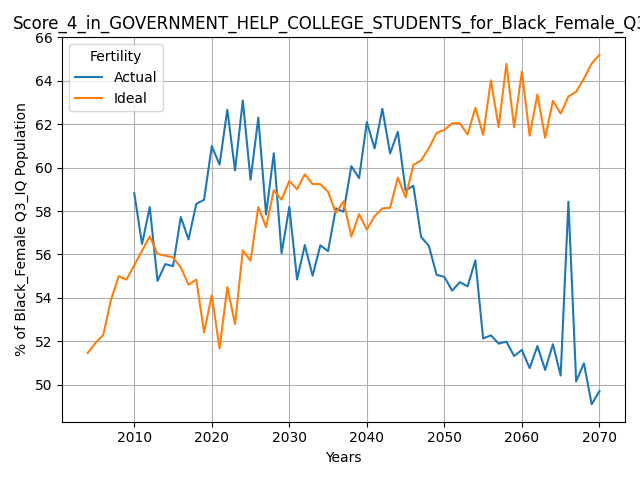 Score_4_in_GOVERNMENT_HELP_COLLEGE_STUDENTS_for_Black_Female_Q3
66
64
62
60
58
56
54
52
50
% of Black_Female Q3_IQ Population
Fertility
Actual
Ideal
2010 2020 2030 2040 2050 2060 2070
Years